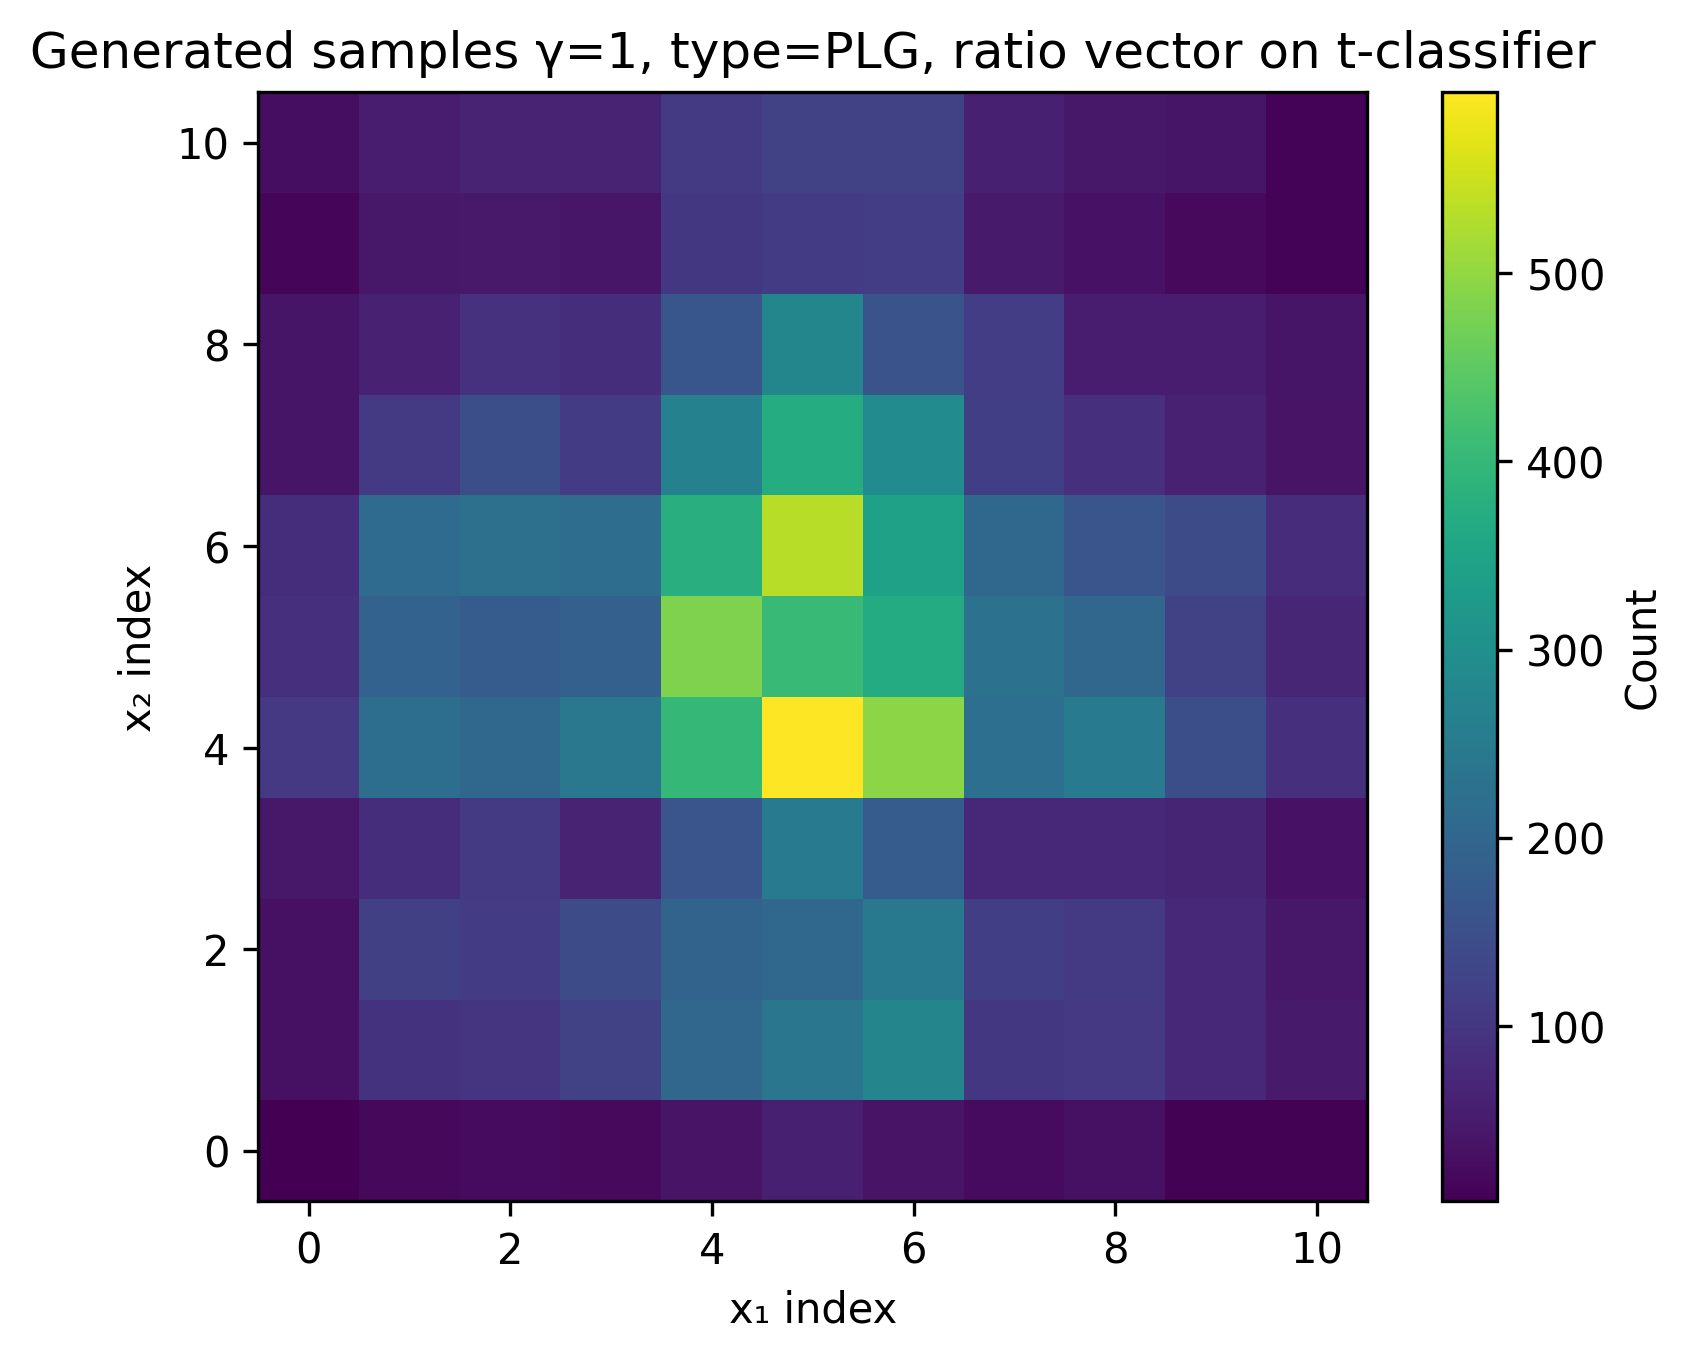 Generated samples γ=1, type=PLG, ratio vector on t-classifier
10
8
6
4
2
0
x₂ index
0 2 4 6 8 10
x₁ index
500
400
300
200
100
Count